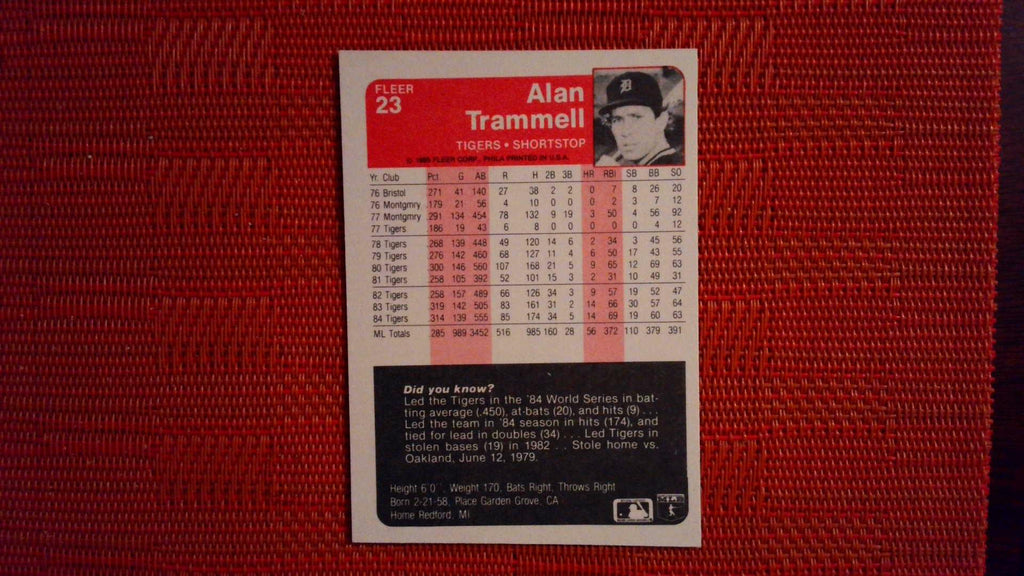 FLEER
23
Alan
Trammell
TIGERS • SHORTSTOP
© 1985 FLEER CORP. PHILA PRINTED IN U.S.A.
Yr. Club Pct. G AB R H 2B 3B HR RBI SB BB SO
76 Bristol .271 41 140 27 38 2 2 0 7 8 26 20
76 Montgmry .179 21 56 4 10 0 0 0 2 3 7 12
77 Montgmry .291 134 454 78 132 9 19 3 50 4 56 92
77 Tigers .186 19 43 6 8 0 0 0 0 0 4 12
78 Tigers .268 139 448 49 120 14 6 2 34 3 45 56
79 Tigers .276 142 460 68 127 11 4 6 50 17 43 55
80 Tigers .300 146 560 107 168 21 5 9 65 12 69 63
81 Tigers .258 105 392 52 101 15 3 2 31 10 49 31
82 Tigers .258 157 489 66 126 34 3 9 57 19 52 47
83 Tigers .319 142 505 83 161 31 2 14 66 30 57 64
84 Tigers .314 139 555 85 174 34 5 14 69 19 60 63
ML Totals .285 989 3452 516 985 160 28 56 372 110 379 391
Did you know?
Led the Tigers in the '84 World Series in bat-
ting average (.450), at-bats (20), and hits (9) . . .
Led the team in '84 season in hits (174), and
tied for lead in doubles (34) . . . Led Tigers in
stolen bases (19) in 1982 . . . Stole home vs.
Oakland, June 12, 1979.
Height 6'0", Weight 170, Bats Right, Throws Right
Born 2-21-58, Place Garden Grove, CA
Home Redford, MI